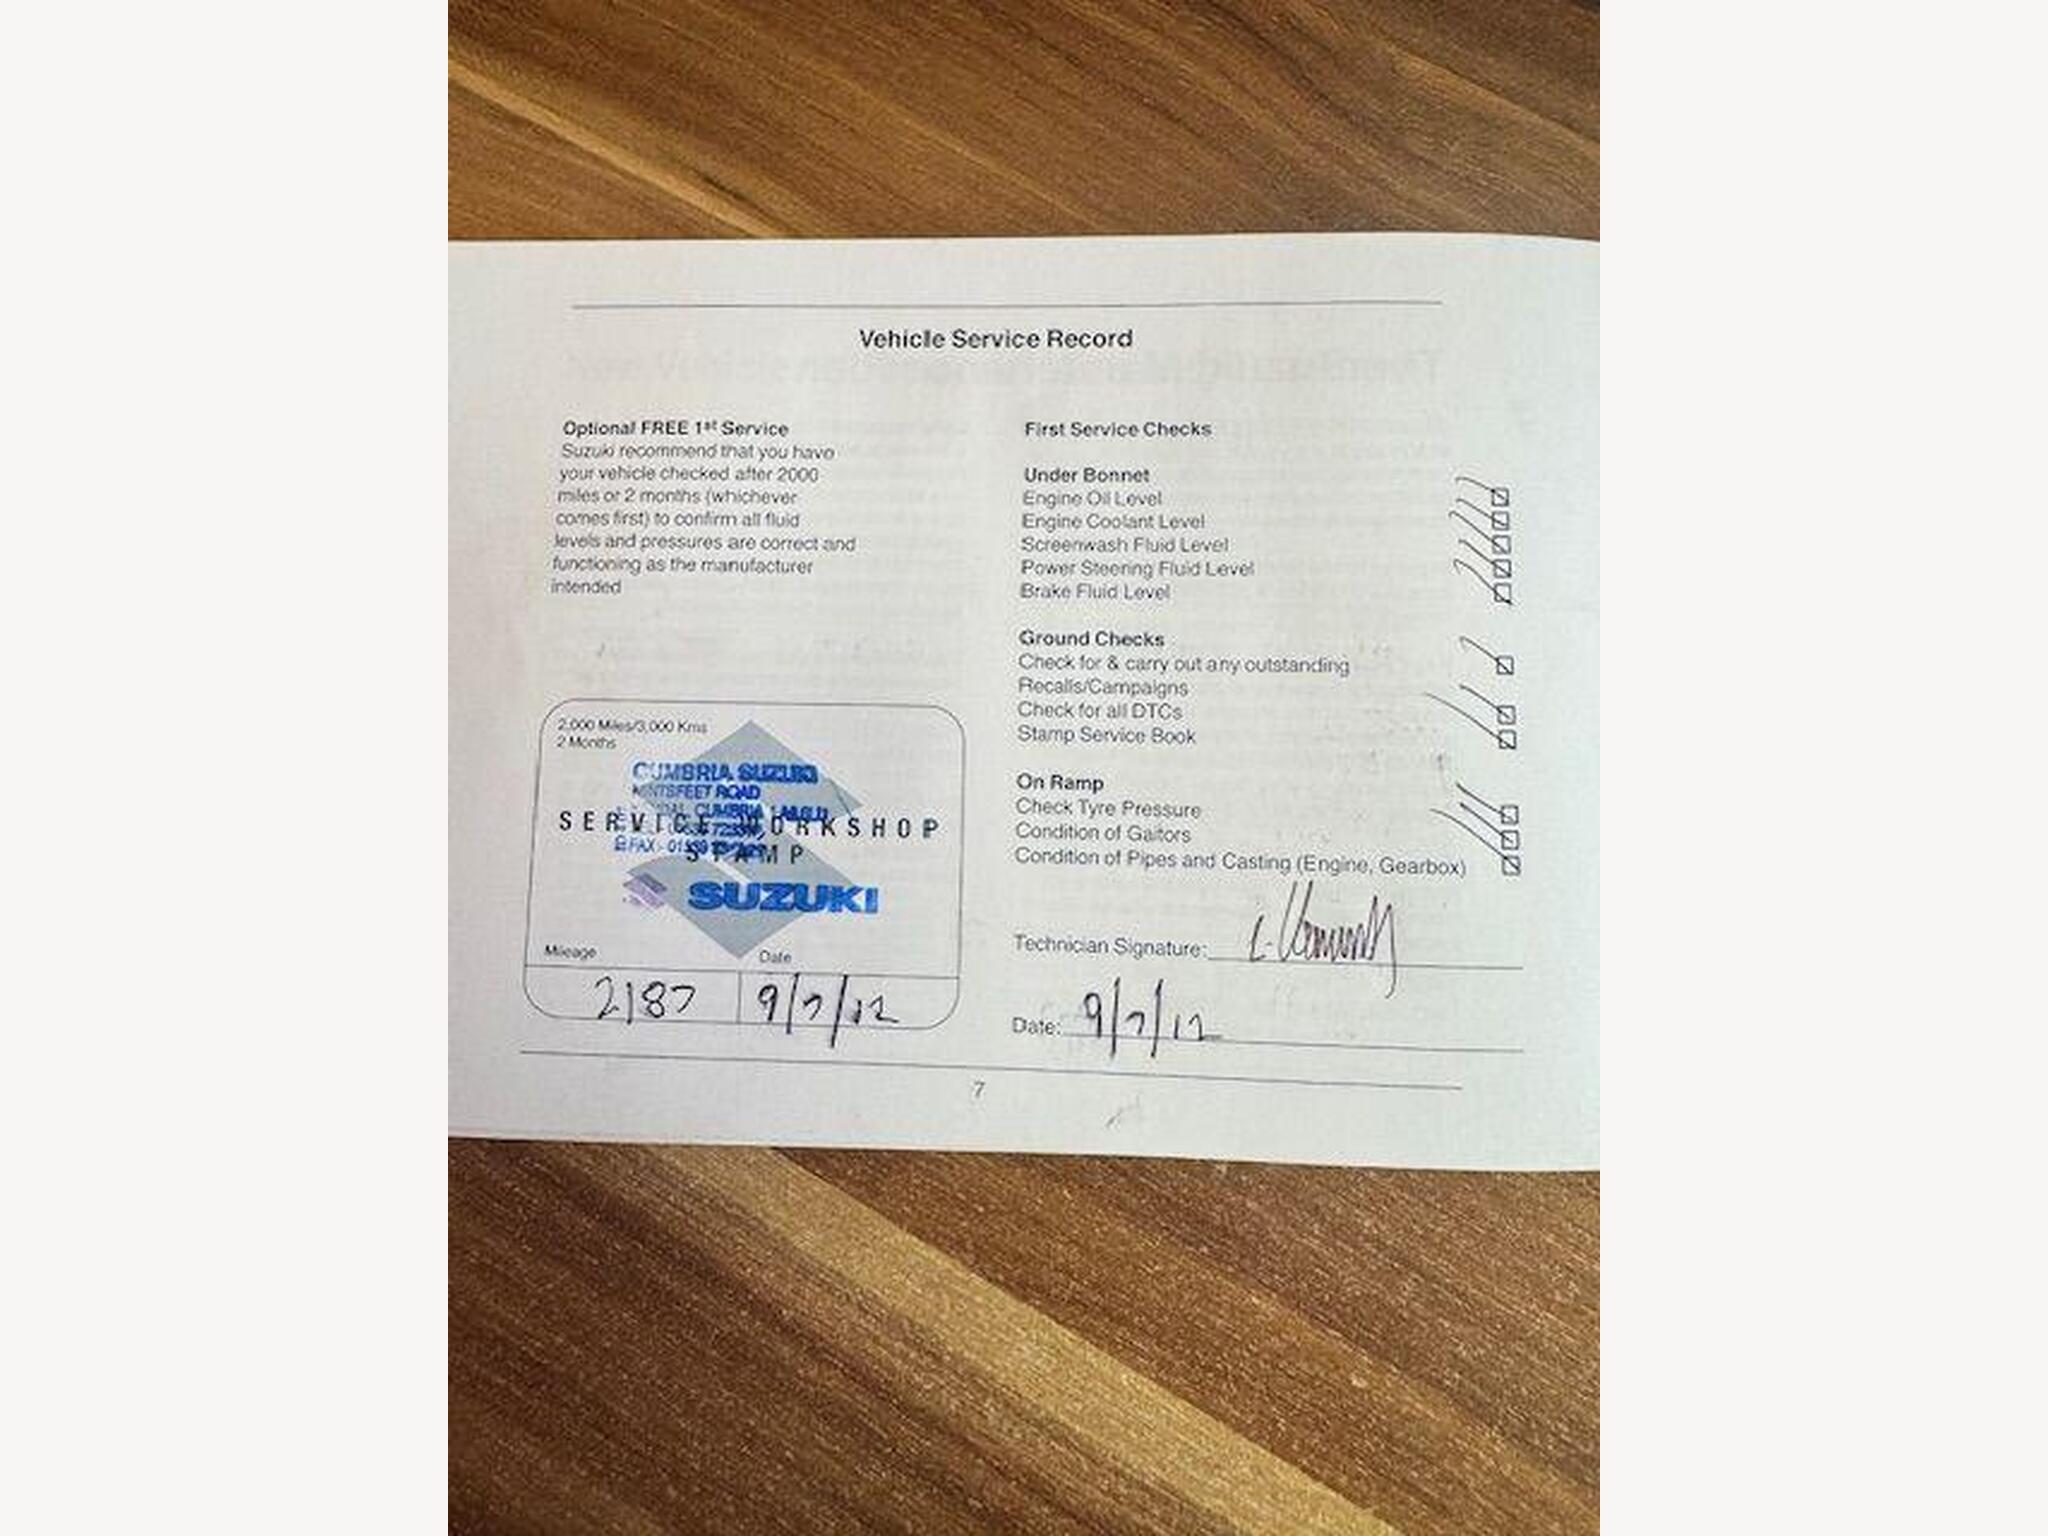 Vehicle Service Record
Optional FREE 1st Service
Suzuki recommend that you have
your vehicle checked after 2000
miles or 2 months (whichever
comes first) to confirm all fluid
levels and pressures are correct and
functioning as the manufacturer
intended
2,000 Miles/3,000 Kms
2 Months
CUMBRIA SUZUKI
MINTSFEET ROAD
CUMBRIA
SERVICE WORKSHOP
FAX:-
STAMP
SUZUKI
Mileage Date
2187 9/7/12
First Service Checks
Under Bonnet
Engine Oil Level
Engine Coolant Level
Screenwash Fluid Level
Power Steering Fluid Level
Brake Fluid Level
Ground Checks
Check for & carry out any outstanding
Recalls/Campaigns
Check for all DTCs
Stamp Service Book
On Ramp
Check Tyre Pressure
Condition of Gaitors
Condition of Pipes and Casting (Engine, Gearbox)
Technician Signature:
Date: 9/7/12
7